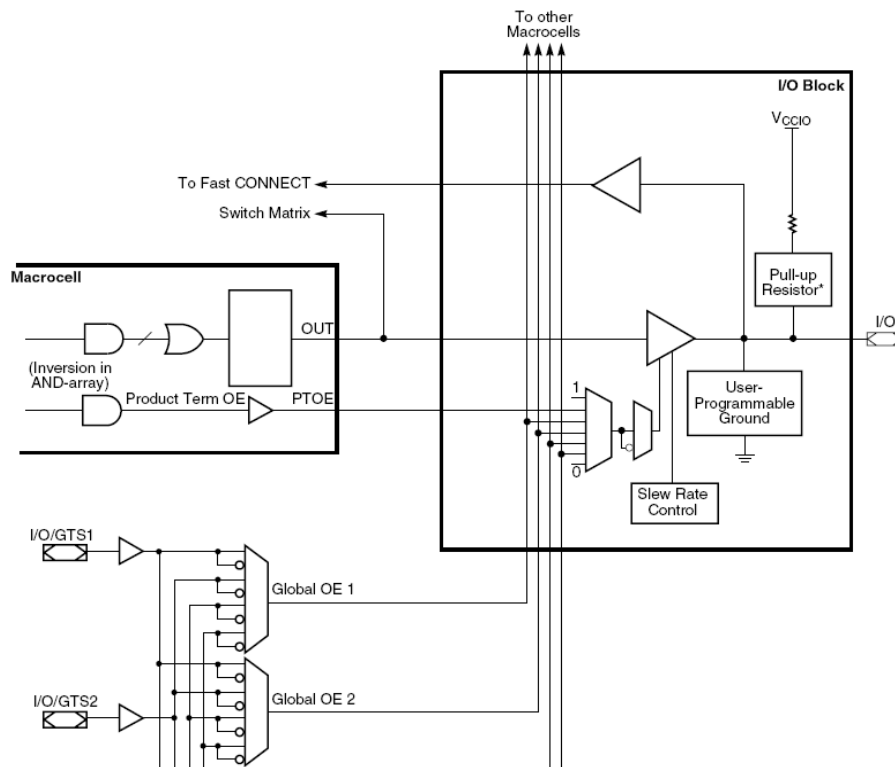 To other
Macrocells
I/O Block
VCCIO
To Fast CONNECT
Switch Matrix
Macrocell
Pull-up
Resistor*
I/O
OUT
(Inversion in
AND-array)
Product Term OE
PTOE
1
User-
Programmable
Ground
0
Slew Rate
Control
I/O/GTS1
Global OE 1
I/O/GTS2
Global OE 2